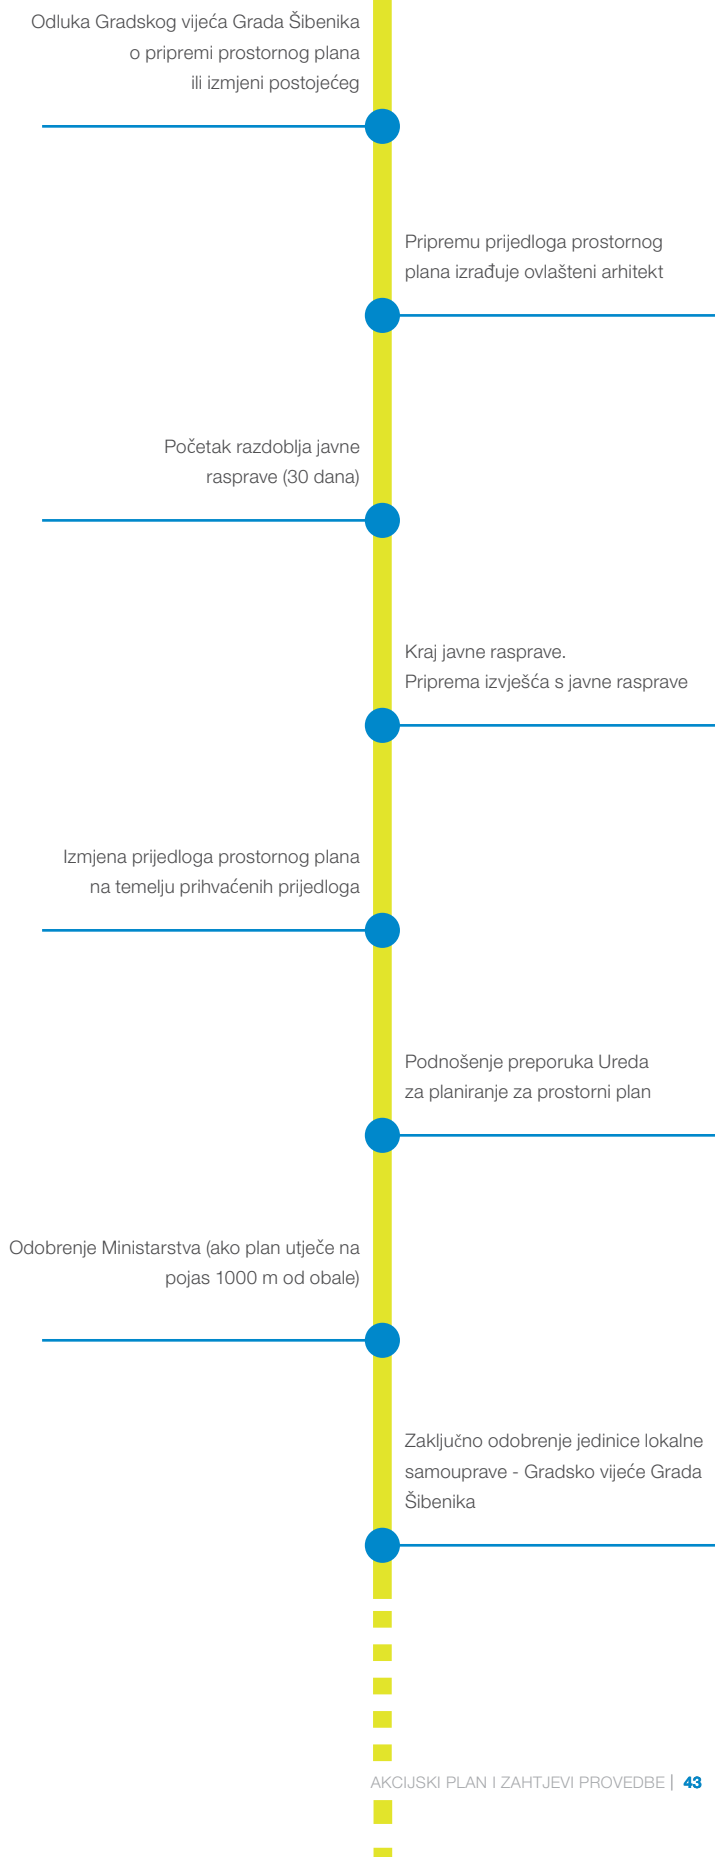 Odluka Gradskog vijeća Grada Šibenika
o pripremi prostornog plana
ili izmjeni postojećeg
Pripremu prijedloga prostornog
plana izrađuje ovlašteni arhitekt
Početak razdoblja javne
rasprave (30 dana)
Kraj javne rasprave.
Priprema izvješća s javne rasprave
Izmjena prijedloga prostornog plana
na temelju prihvaćenih prijedloga
Podnošenje preporuka Ureda
za planiranje za prostorni plan
Odobrenje Ministarstva (ako plan utječe na
pojas 1000 m od obale)
Zaključno odobrenje jedinice lokalne
samouprave - Gradsko vijeće Grada
Šibenika
AKCIJSKI PLAN I ZAHTJEVI PROVEDBE | 43